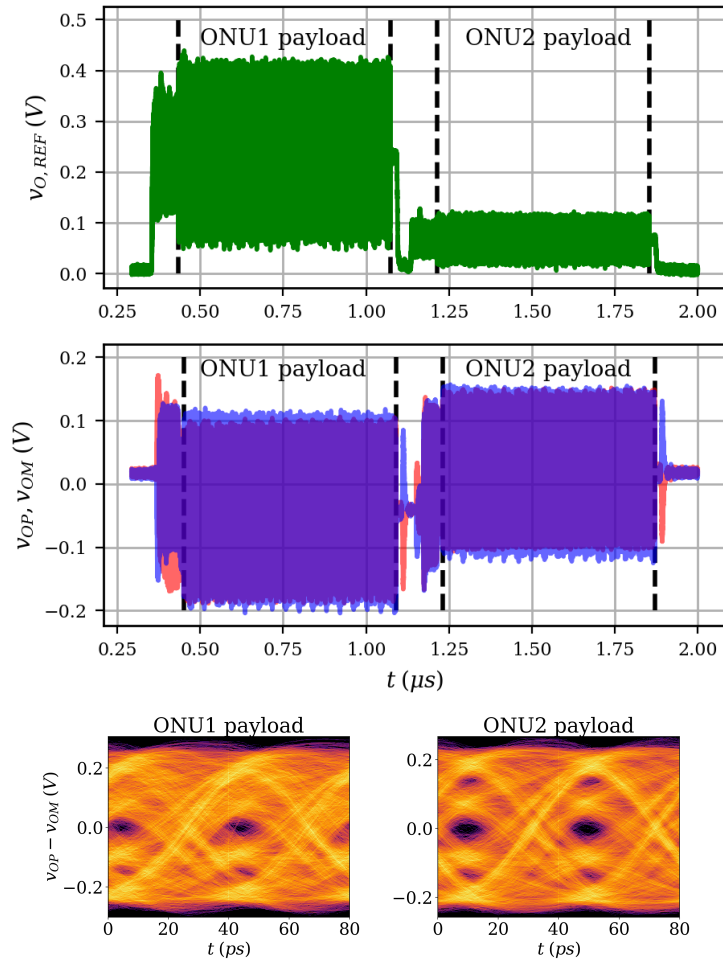 ONU1 payload
ONU2 payload
0.5
0.4
0.3
0.2
0.1
0.0
v_{O,REF} (V)
0.25 0.50 0.75 1.00 1.25 1.50 1.75 2.00
ONU1 payload
ONU2 payload
0.2
0.1
0.0
−0.1
−0.2
v_{OP}, v_{OM} (V)
0.25 0.50 0.75 1.00 1.25 1.50 1.75 2.00
t (μs)
ONU1 payload
0.2
0.0
−0.2
v_{OP} − v_{OM} (V)
0 20 40 60 80
t (ps)
ONU2 payload
0.2
0.0
−0.2
0 20 40 60 80
t (ps)